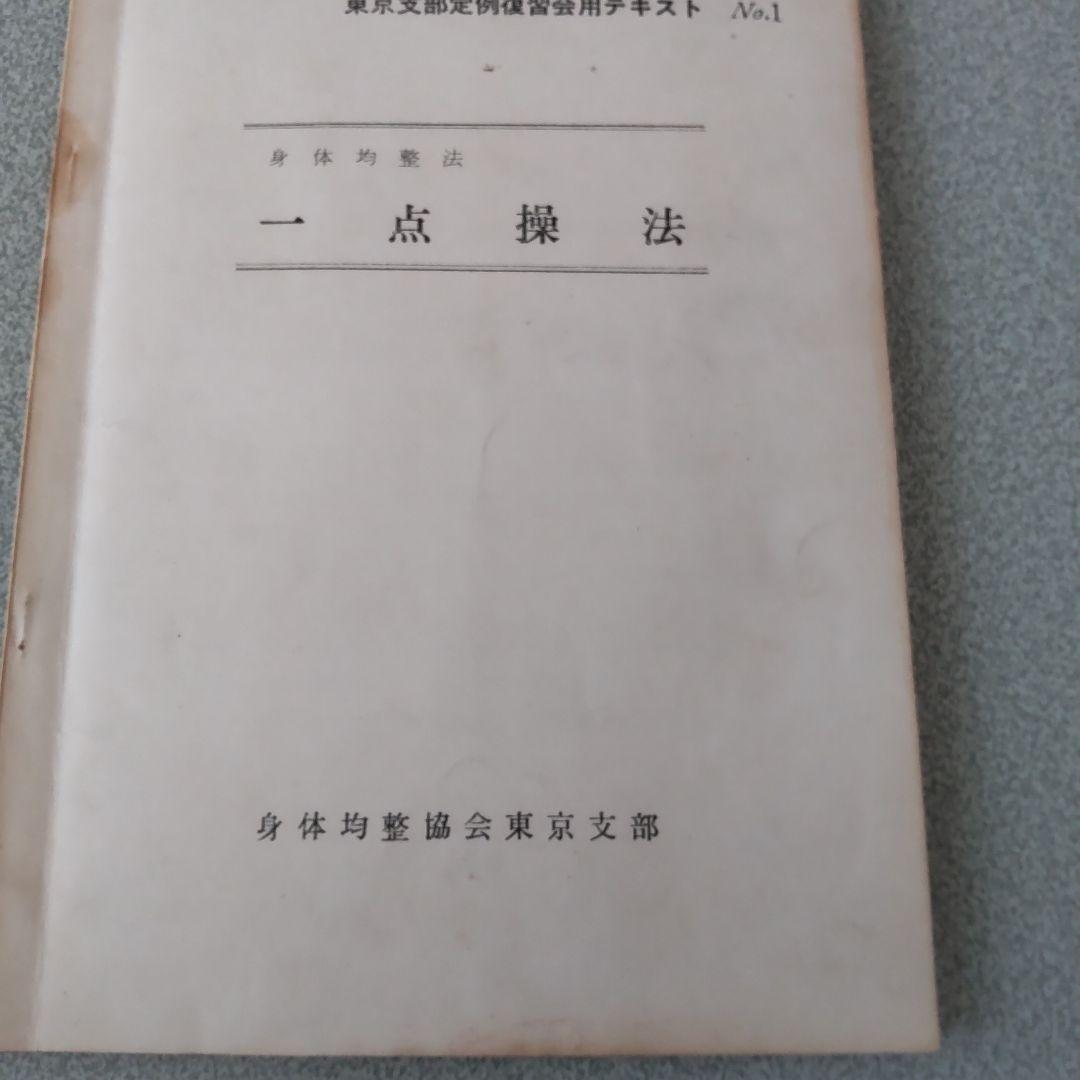 東京支部定例復習会用テキスト No.1
身体均整法
一点操法
身体均整協会東京支部